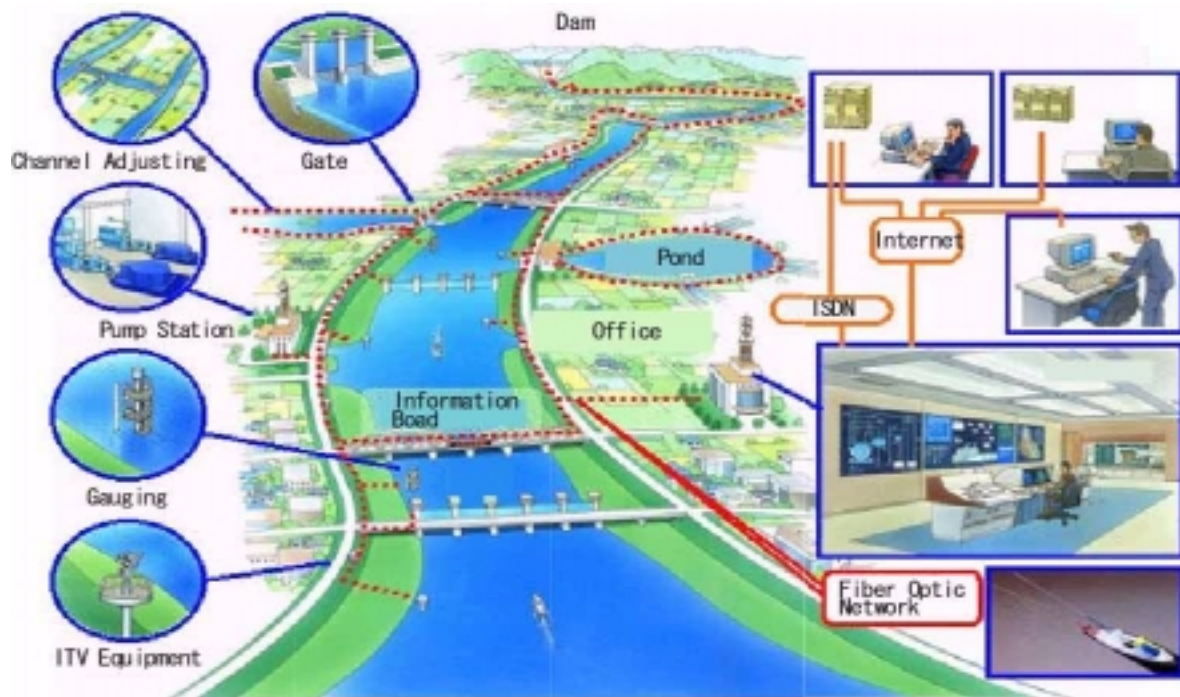 Dam
Channel Adjusting
Gate
Internet
Pond
ISDN
Pump Station
Office
Information
Boad
Gauging
Fiber Optic
Network
ITV Equipment